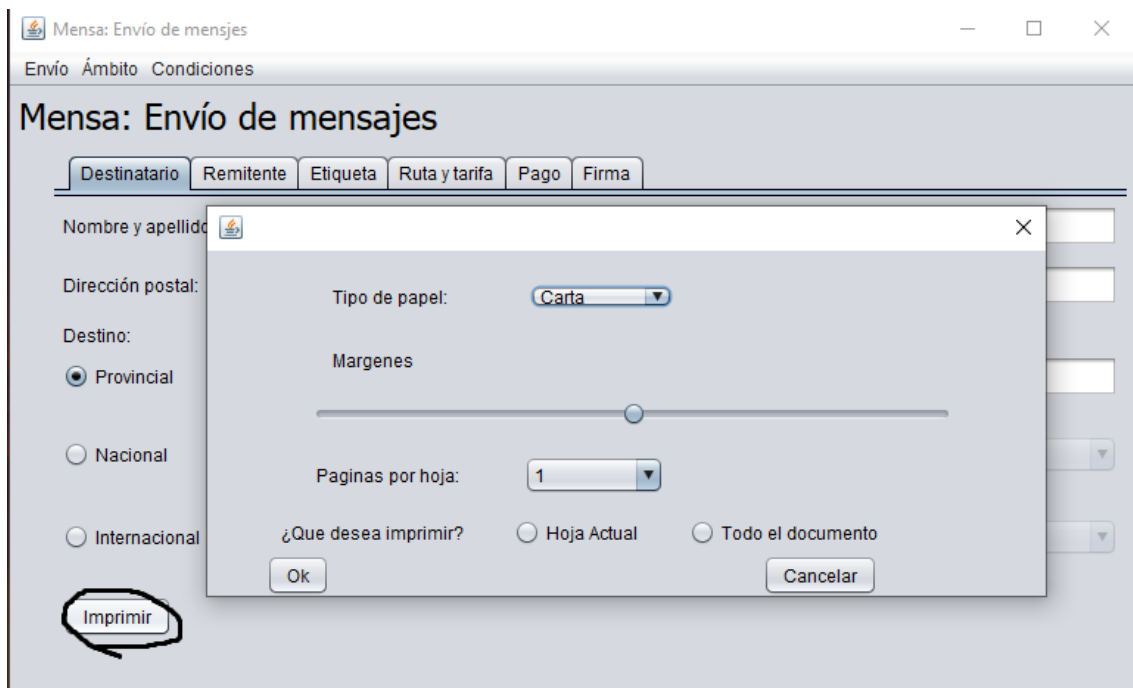 Mensa: Envío de mensjes
Envío Ámbito Condiciones
Mensa: Envío de mensajes
Destinatario Remitente Etiqueta Ruta y tarifa Pago Firma
Nombre y apellido
Dirección postal:
Tipo de papel: Carta
Destino:
Margenes
Provincial
Nacional
Paginas por hoja: 1
¿Que desea imprimir? Hoja Actual Todo el documento
Internacional
Ok Cancelar
Imprimir